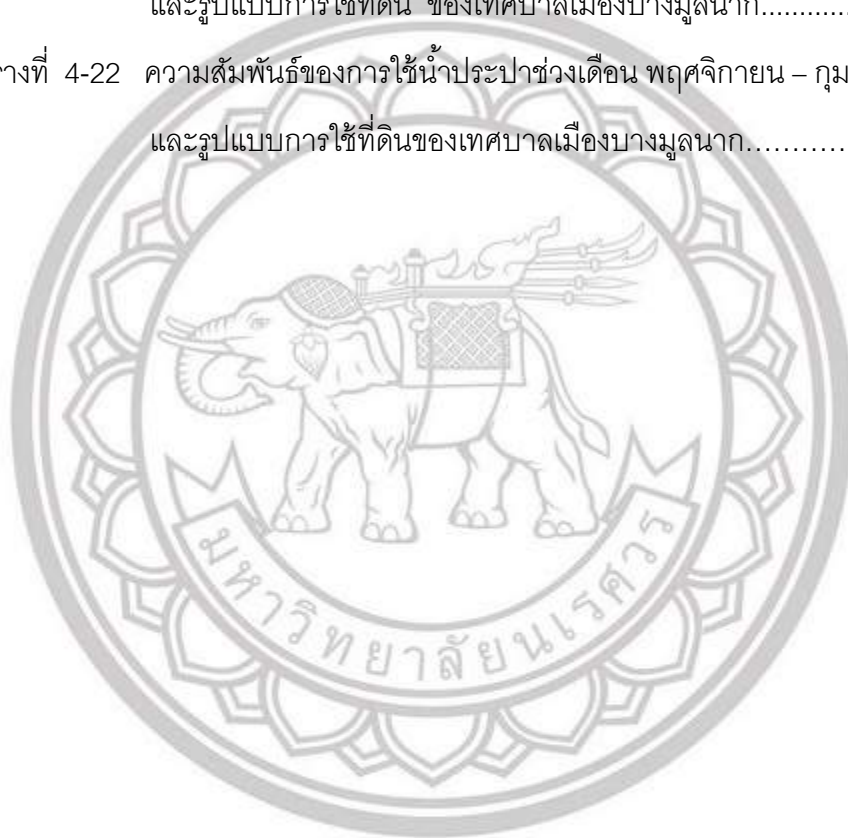 และรูปแบบการใช้ที่ดิน ของเทศบาลเมืองบางมูลนาก............
างที่ 4-22 ความสัมพันธ์ของการใช้น้ำประปาช่วงเดือน พฤศจิกายน – กุม
และรูปแบบการใช้ที่ดินของเทศบาลเมืองบางมูลนาก............
มหาวิทยาลัยนเรศวร